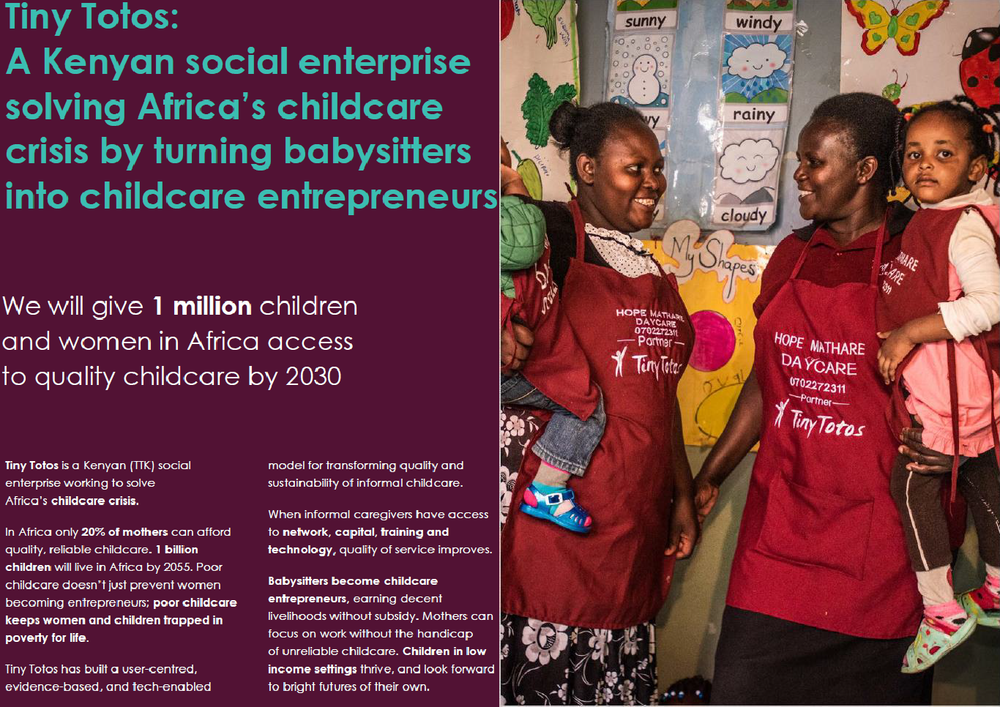 Tiny Totos:
A Kenyan social enterprise
solving Africa's childcare
crisis by turning babysitters
into childcare entrepreneurs
We will give 1 million children
and women in Africa access
to quality childcare by 2030
Tiny Totos is a Kenyan (TTK) social
enterprise working to solve
Africa's childcare crisis.
In Africa only 20% of mothers can afford
quality, reliable childcare. 1 billion
children will live in Africa by 2055. Poor
childcare doesn't just prevent women
becoming entrepreneurs; poor childcare
keeps women and children trapped in
poverty for life.
Tiny Totos has built a user-centred,
evidence-based, and tech-enabled
model for transforming quality and
sustainability of informal childcare.
When informal caregivers have access
to network, capital, training and
technology, quality of service improves.
Babysitters become childcare
entrepreneurs, earning decent
livelihoods without subsidy. Mothers can
focus on work without the handicap
of unreliable childcare. Children in low
income settings thrive, and look forward
to bright futures of their own.
sunny
windy
rainy
cloudy
My Shapes
HOPE MATHARE
DAYCARE
0702272311
Partner
Tiny Totos
HOPE MATHARE
DAYCARE
0702272311
Partner
Tiny Totos